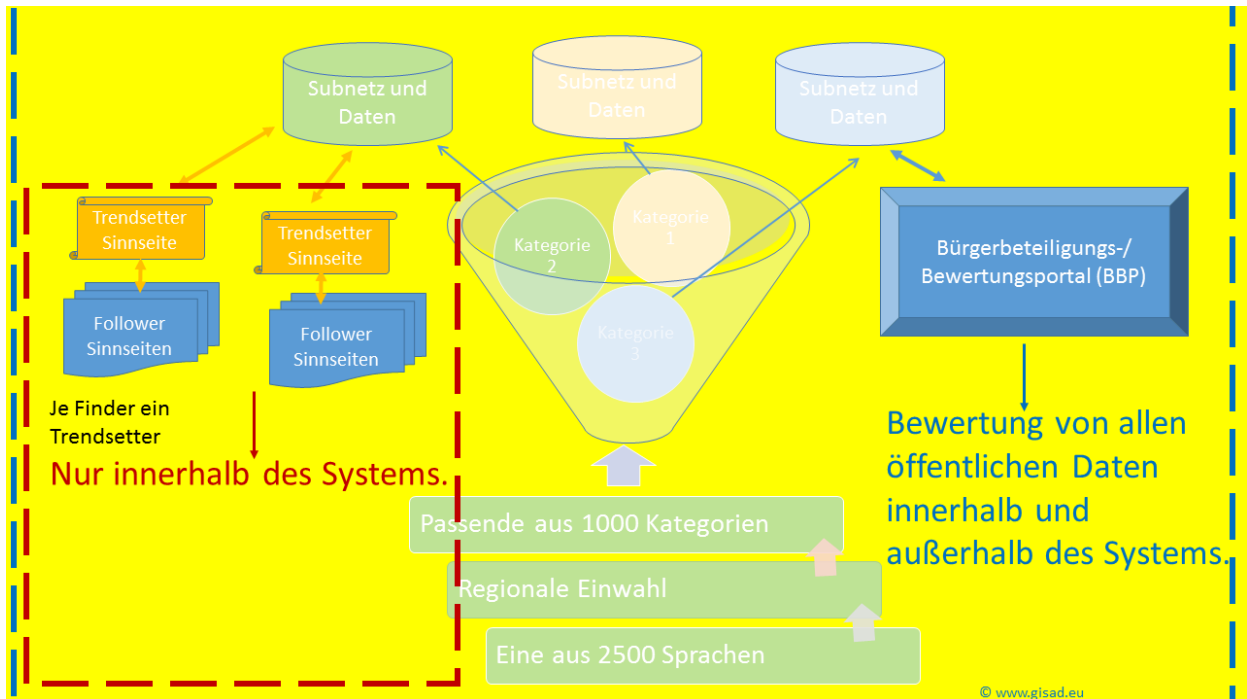 Subnetz und
Daten
Subnetz und
Daten
Subnetz und
Daten
Trendsetter
Sinnseite
Trendsetter
Sinnseite
Follower
Sinnseiten
Follower
Sinnseiten
Je Finder ein
Trendsetter
Nur innerhalb des Systems.
Kategorie
1
Kategorie
2
Kategorie
3
Bürgerbeteiligungs-/
Bewertungsportal (BBP)
Bewertung von allen
öffentlichen Daten
innerhalb und
außerhalb des Systems.
Passende aus 1000 Kategorien
Regionale Einwahl
Eine aus 2500 Sprachen
© www.gisad.eu